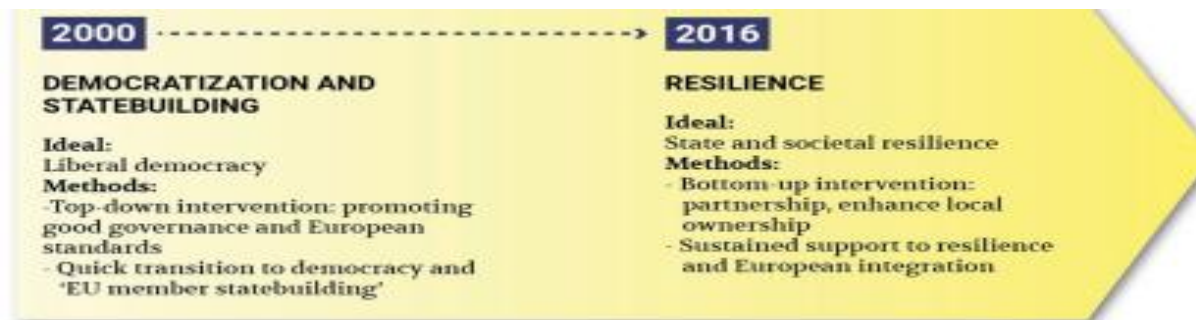 2000
DEMOCRATIZATION AND
STATEBUILDING
Ideal:
Liberal democracy
Methods:
-Top-down intervention: promoting
good governance and European
standards
- Quick transition to democracy and
‘EU member statebuilding’
2016
RESILIENCE
Ideal:
State and societal resilience
Methods:
- Bottom-up intervention:
partnership, enhance local
ownership
- Sustained support to resilience
and European integration